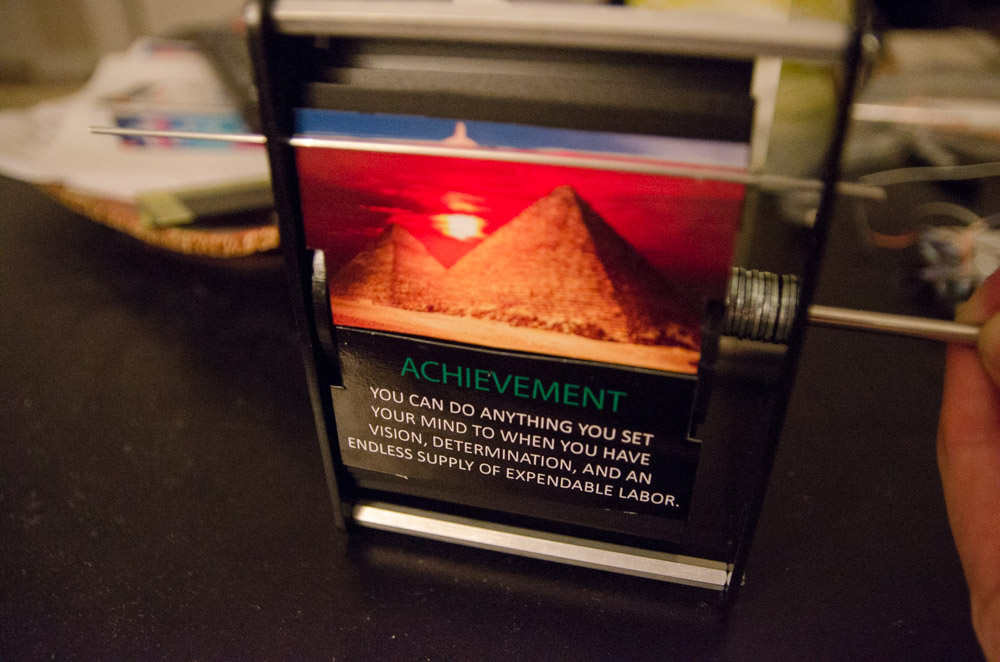 ACHIEVEMENT
YOU CAN DO ANYTHING YOU SET
YOUR MIND TO WHEN YOU HAVE
VISION, DETERMINATION, AND AN
ENDLESS SUPPLY OF EXPENDABLE LABOR.